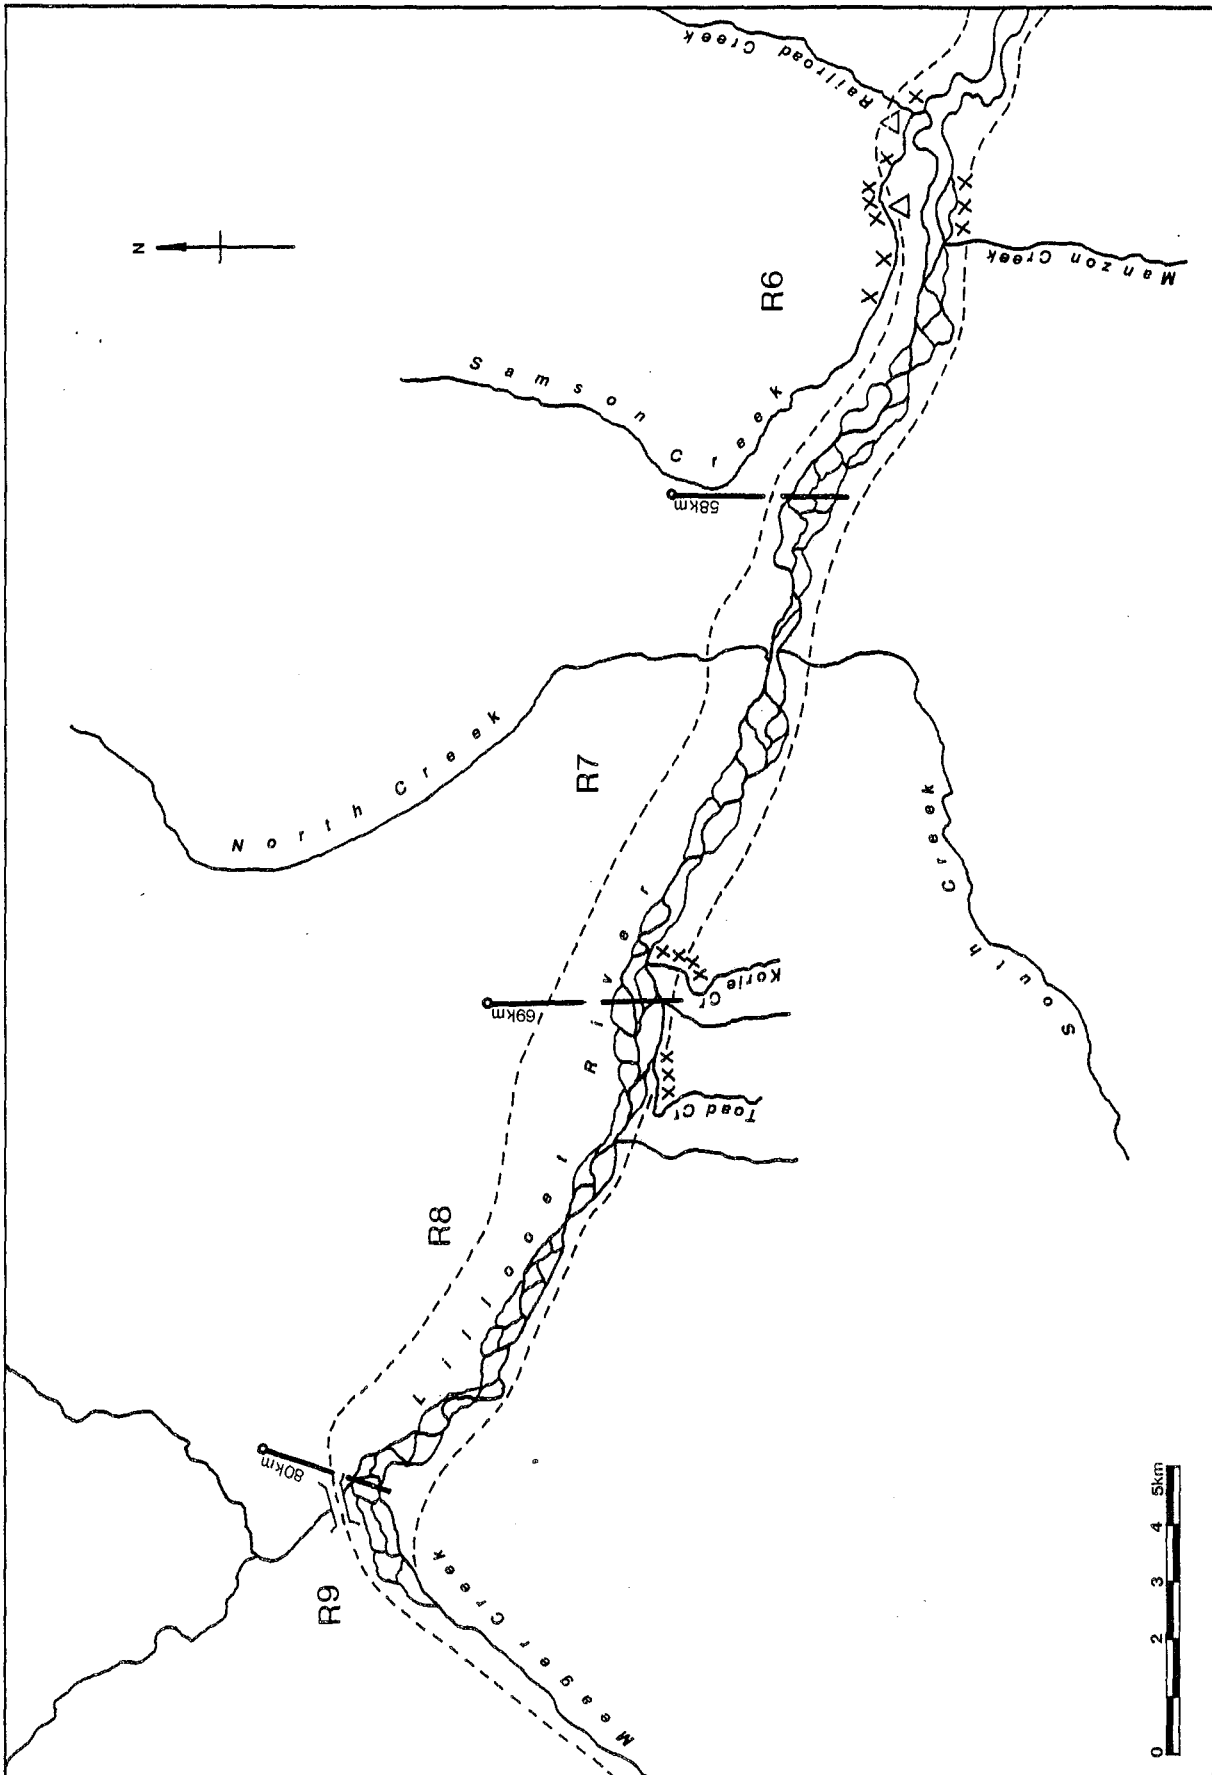 Railroad Creek
N
R6
Manzon Creek
Samson Creek
58km
North Creek
R7
South Creek
Lillooet River
69km
Korie Cr
Toad Cr
R8
80km
R9
Meager Creek
0 2 3 4 5km